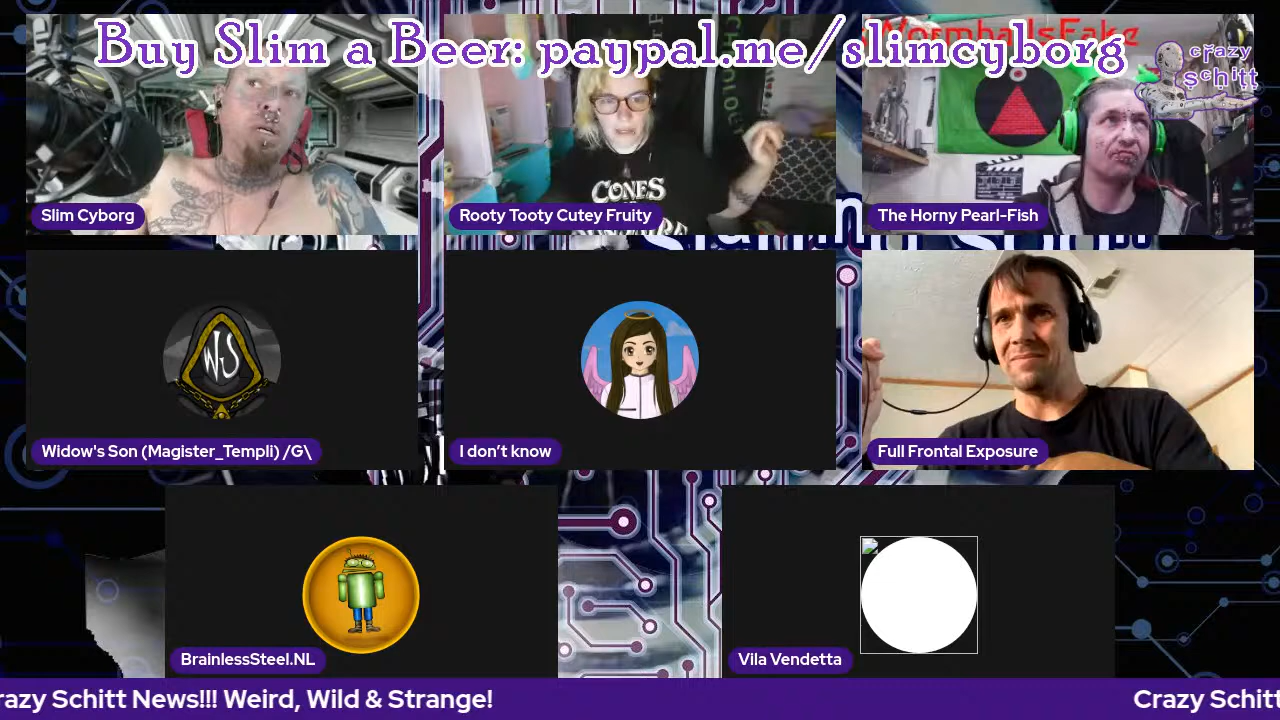 Buy Slim a Beer: paypal.me/slimcyborg
WormballsFake
crazy
schitt
CONES
Slim Cyborg
Rooty Tooty Cutey Fruity
The Horny Pearl-Fish
WS
Widow's Son (Magister_Templi) /G\
I don't know
Full Frontal Exposure
BrainlessSteel.NL
Vila Vendetta
razy Schitt News!!! Weird, Wild & Strange!
Crazy Schitt